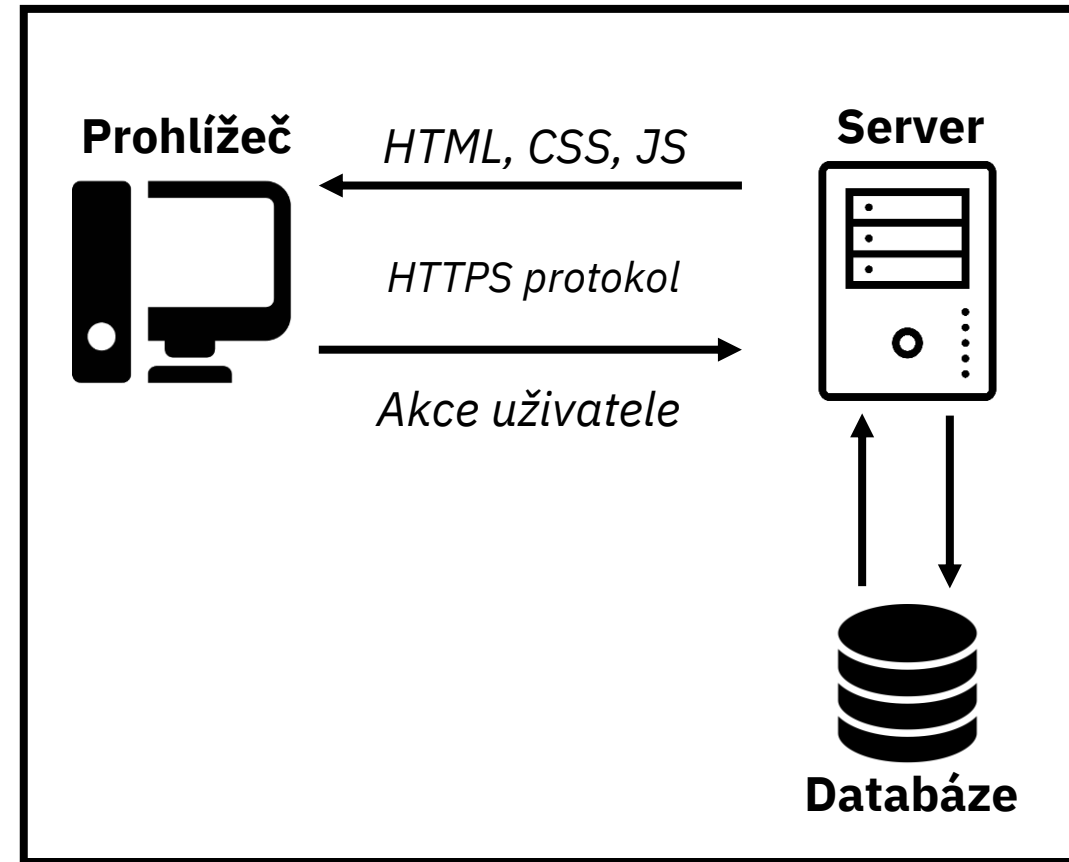 Prohlížeč
HTML, CSS, JS
Server
HTTPS protokol
Akce uživatele
Databáze